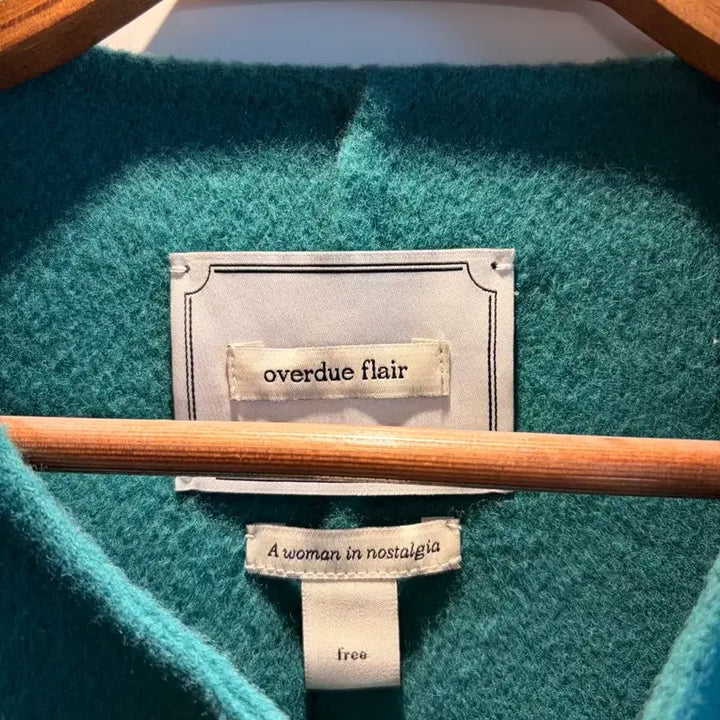 overdue flair
A woman in nostalgia
free